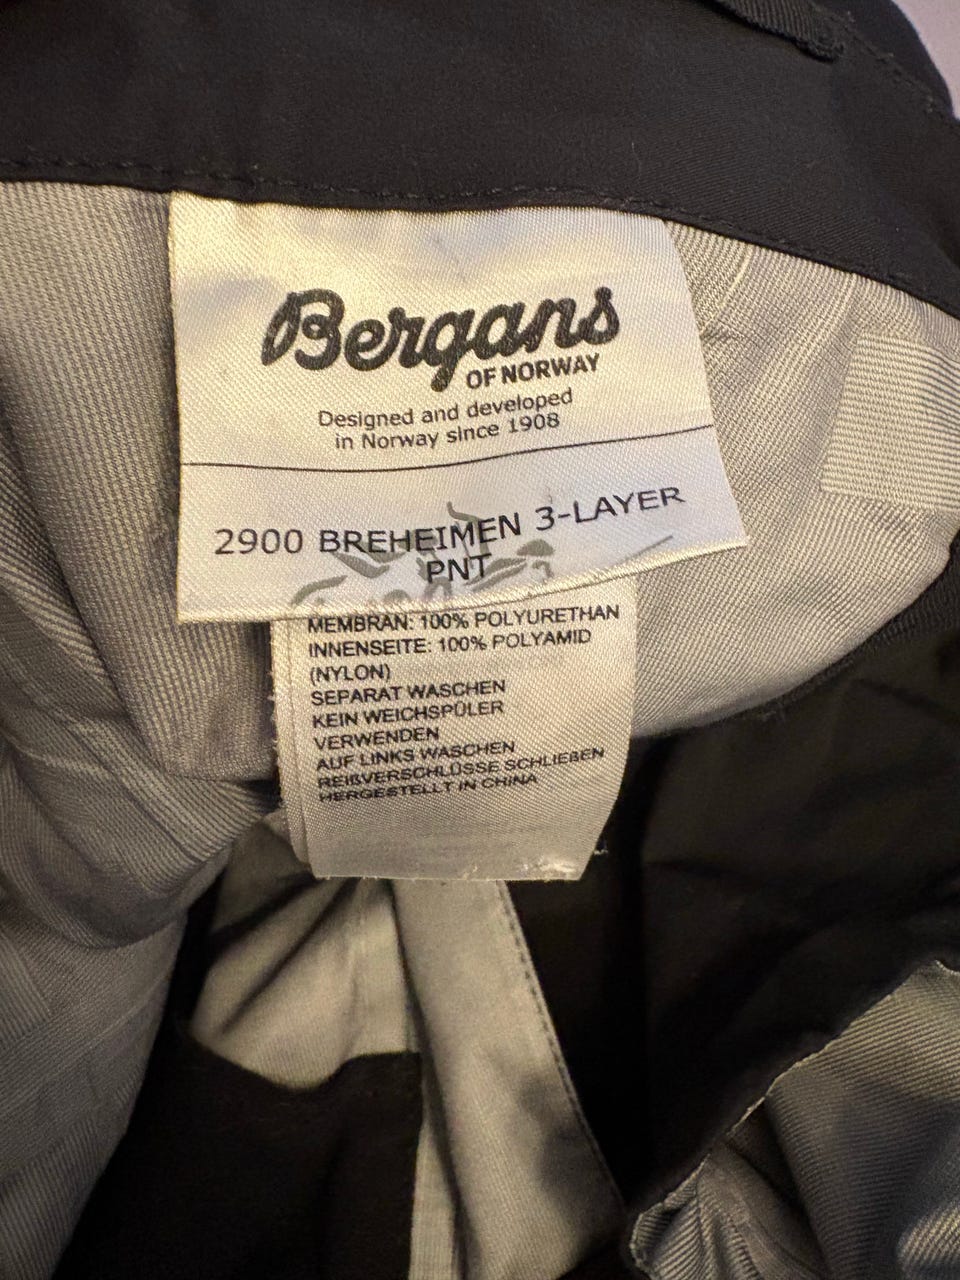 Bergans
OF NORWAY
Designed and developed
in Norway since 1908
2900 BREHEIMEN 3-LAYER
PNT
MEMBRAN: 100% POLYURETHAN
INNENSEITE: 100% POLYAMID
(NYLON)
SEPARAT WASCHEN
KEIN WEICHSPÜLER
VERWENDEN
AUF LINKS WASCHEN
REIßVERSCHLÜSSE SCHLIEßEN
HERGESTELLT IN CHINA